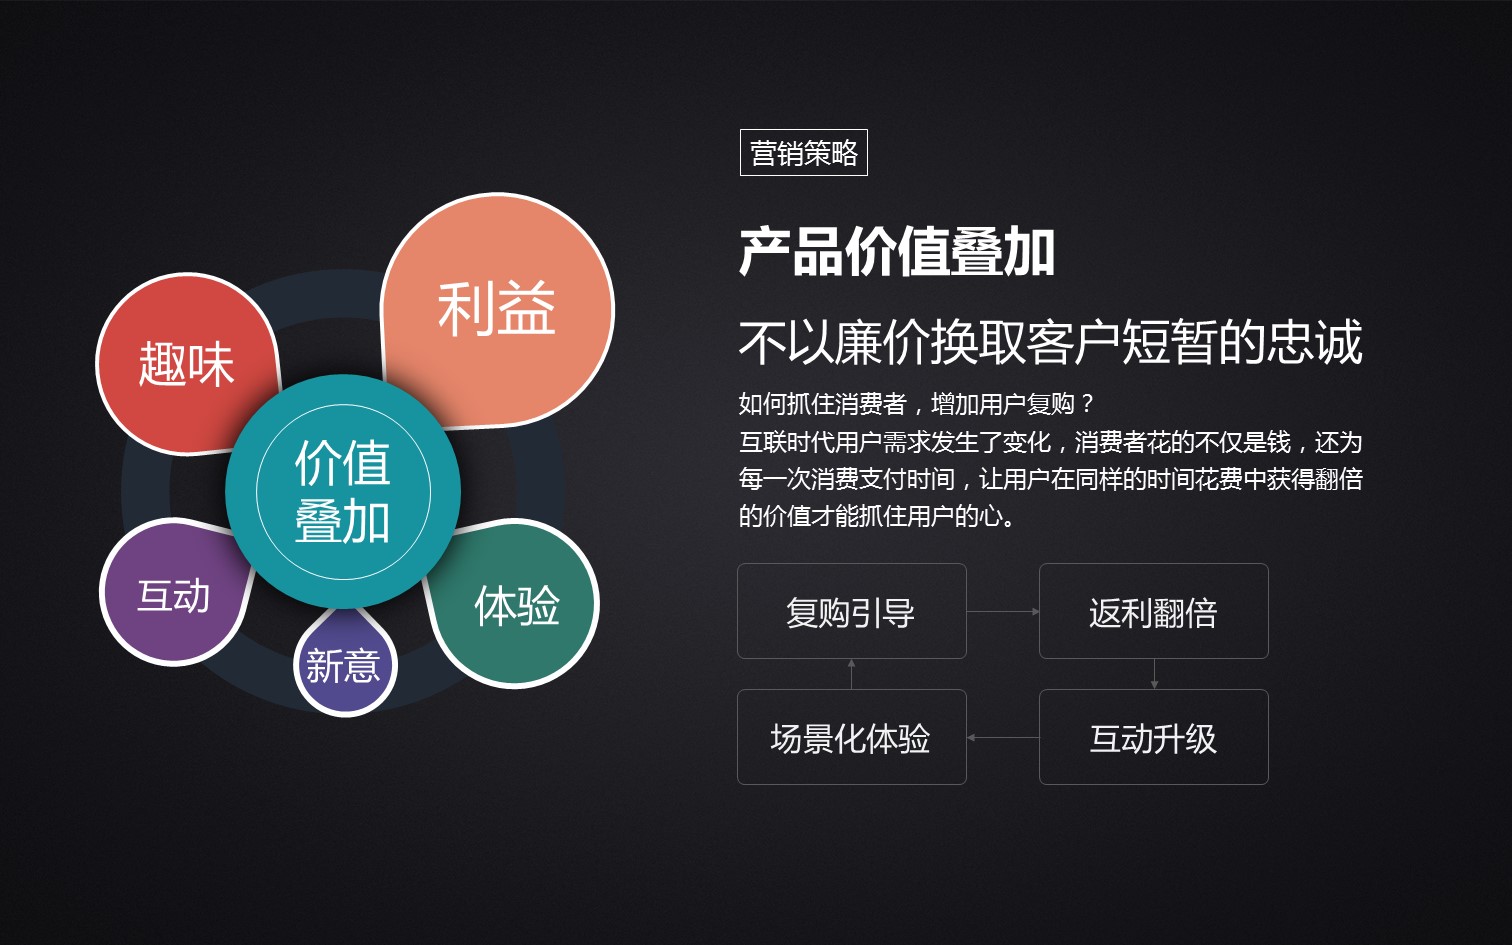 营销策略
产品价值叠加
不以廉价换取客户短暂的忠诚
如何抓住消费者，增加用户复购？
互联时代用户需求发生了变化，消费者花的不仅是钱，还为
每一次消费支付时间，让用户在同样的时间花费中获得翻倍
的价值才能抓住用户的心。
复购引导
返利翻倍
场景化体验
互动升级
利益
趣味
价值
叠加
互动
体验
新意